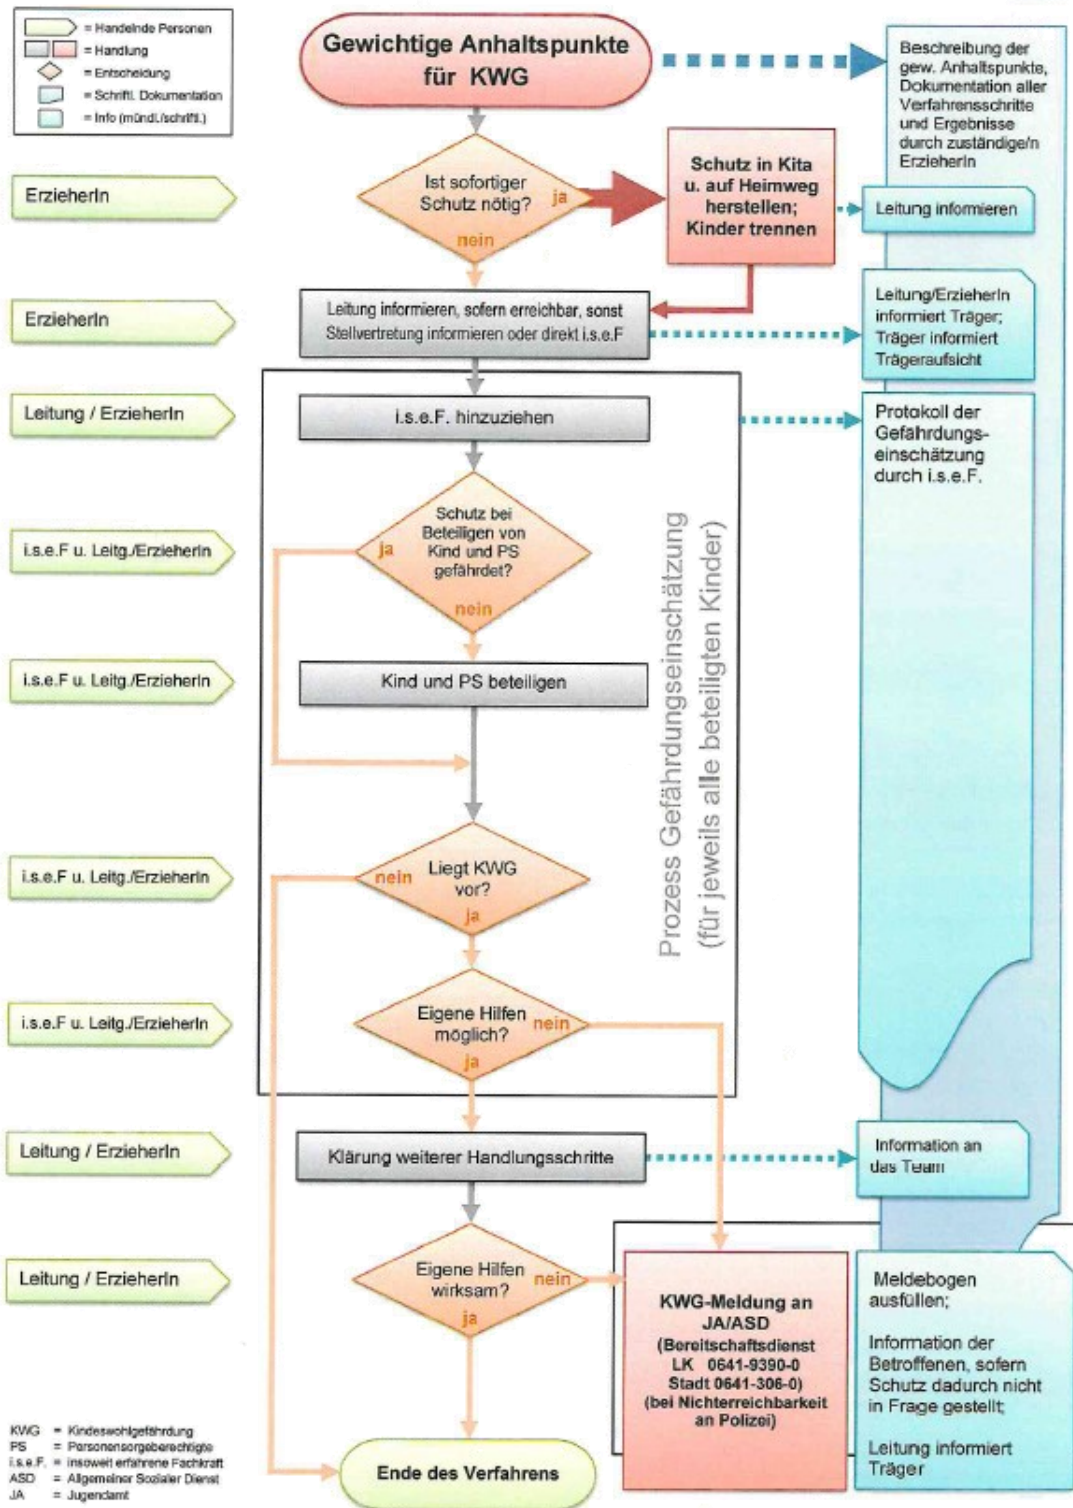 = Handelnde Personen
= Handlung
= Entscheidung
= Schriftl. Dokumentation
= Info (mündl./schriftl.)
Gewichtige Anhaltspunkte
für KWG
Beschreibung der
gew. Anhaltspunkte,
Dokumentation aller
Verfahrensschritte
und Ergebnisse
durch zuständige/n
ErzieherIn
ErzieherIn
Ist sofortiger
Schutz nötig?
ja
nein
Schutz in Kita
u. auf Heimweg
herstellen;
Kinder trennen
Leitung informieren
ErzieherIn
Leitung informieren, sofern erreichbar, sonst
Stellvertretung informieren oder direkt i.s.e.F
Leitung/ErzieherIn
informiert Träger;
Träger informiert
Trägeraufsicht
Leitung / ErzieherIn
i.s.e.F. hinzuziehen
Protokoll der
Gefährdungs-
einschätzung
durch i.s.e.F.
i.s.e.F u. Leitg./ErzieherIn
Schutz bei
Beteiligen von
Kind und PS
gefährdet?
ja
nein
Prozess Gefährdungseinschätzung
(für jeweils alle beteiligten Kinder)
i.s.e.F u. Leitg./ErzieherIn
Kind und PS beteiligen
i.s.e.F u. Leitg./ErzieherIn
Liegt KWG
vor?
nein
ja
i.s.e.F u. Leitg./ErzieherIn
Eigene Hilfen
möglich?
nein
ja
Leitung / ErzieherIn
Klärung weiterer Handlungsschritte
Information an
das Team
Leitung / ErzieherIn
Eigene Hilfen
wirksam?
nein
ja
KWG-Meldung an
JA/ASD
(Bereitschaftsdienst
LK 0641-9390-0
Stadt 0641-306-0)
(bei Nichterreichbarkeit
an Polizei)
Meldebogen
ausfüllen;
Information der
Betroffenen, sofern
Schutz dadurch nicht
in Frage gestellt;
Leitung informiert
Träger
Ende des Verfahrens
KWG = Kindeswohlgefährdung
PS = Personensorgeberechtigte
i.s.e.F. = insoweit erfahrene Fachkraft
ASD = Allgemeiner Sozialer Dienst
JA = Jugendamt